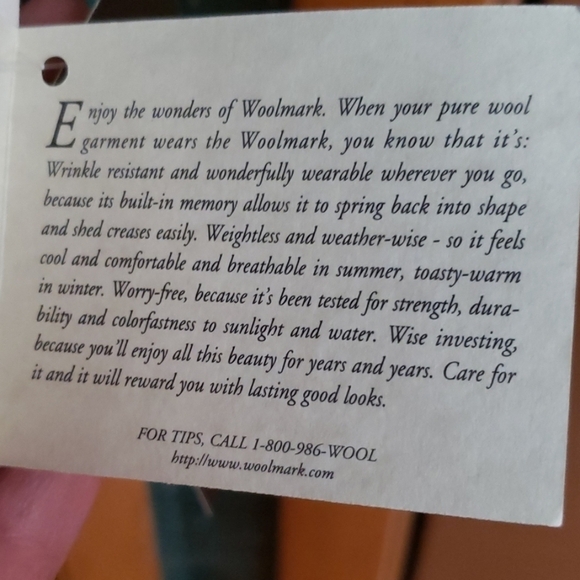 Enjoy the wonders of Woolmark. When your pure wool
garment wears the Woolmark, you know that it's:
Wrinkle resistant and wonderfully wearable wherever you go,
because its built-in memory allows it to spring back into shape
and shed creases easily. Weightless and weather-wise - so it feels
cool and comfortable and breathable in summer, toasty-warm
in winter. Worry-free, because it's been tested for strength, dura-
bility and colorfastness to sunlight and water. Wise investing,
because you'll enjoy all this beauty for years and years. Care for
it and it will reward you with lasting good looks.
FOR TIPS, CALL 1-800-986-WOOL
http://www.woolmark.com